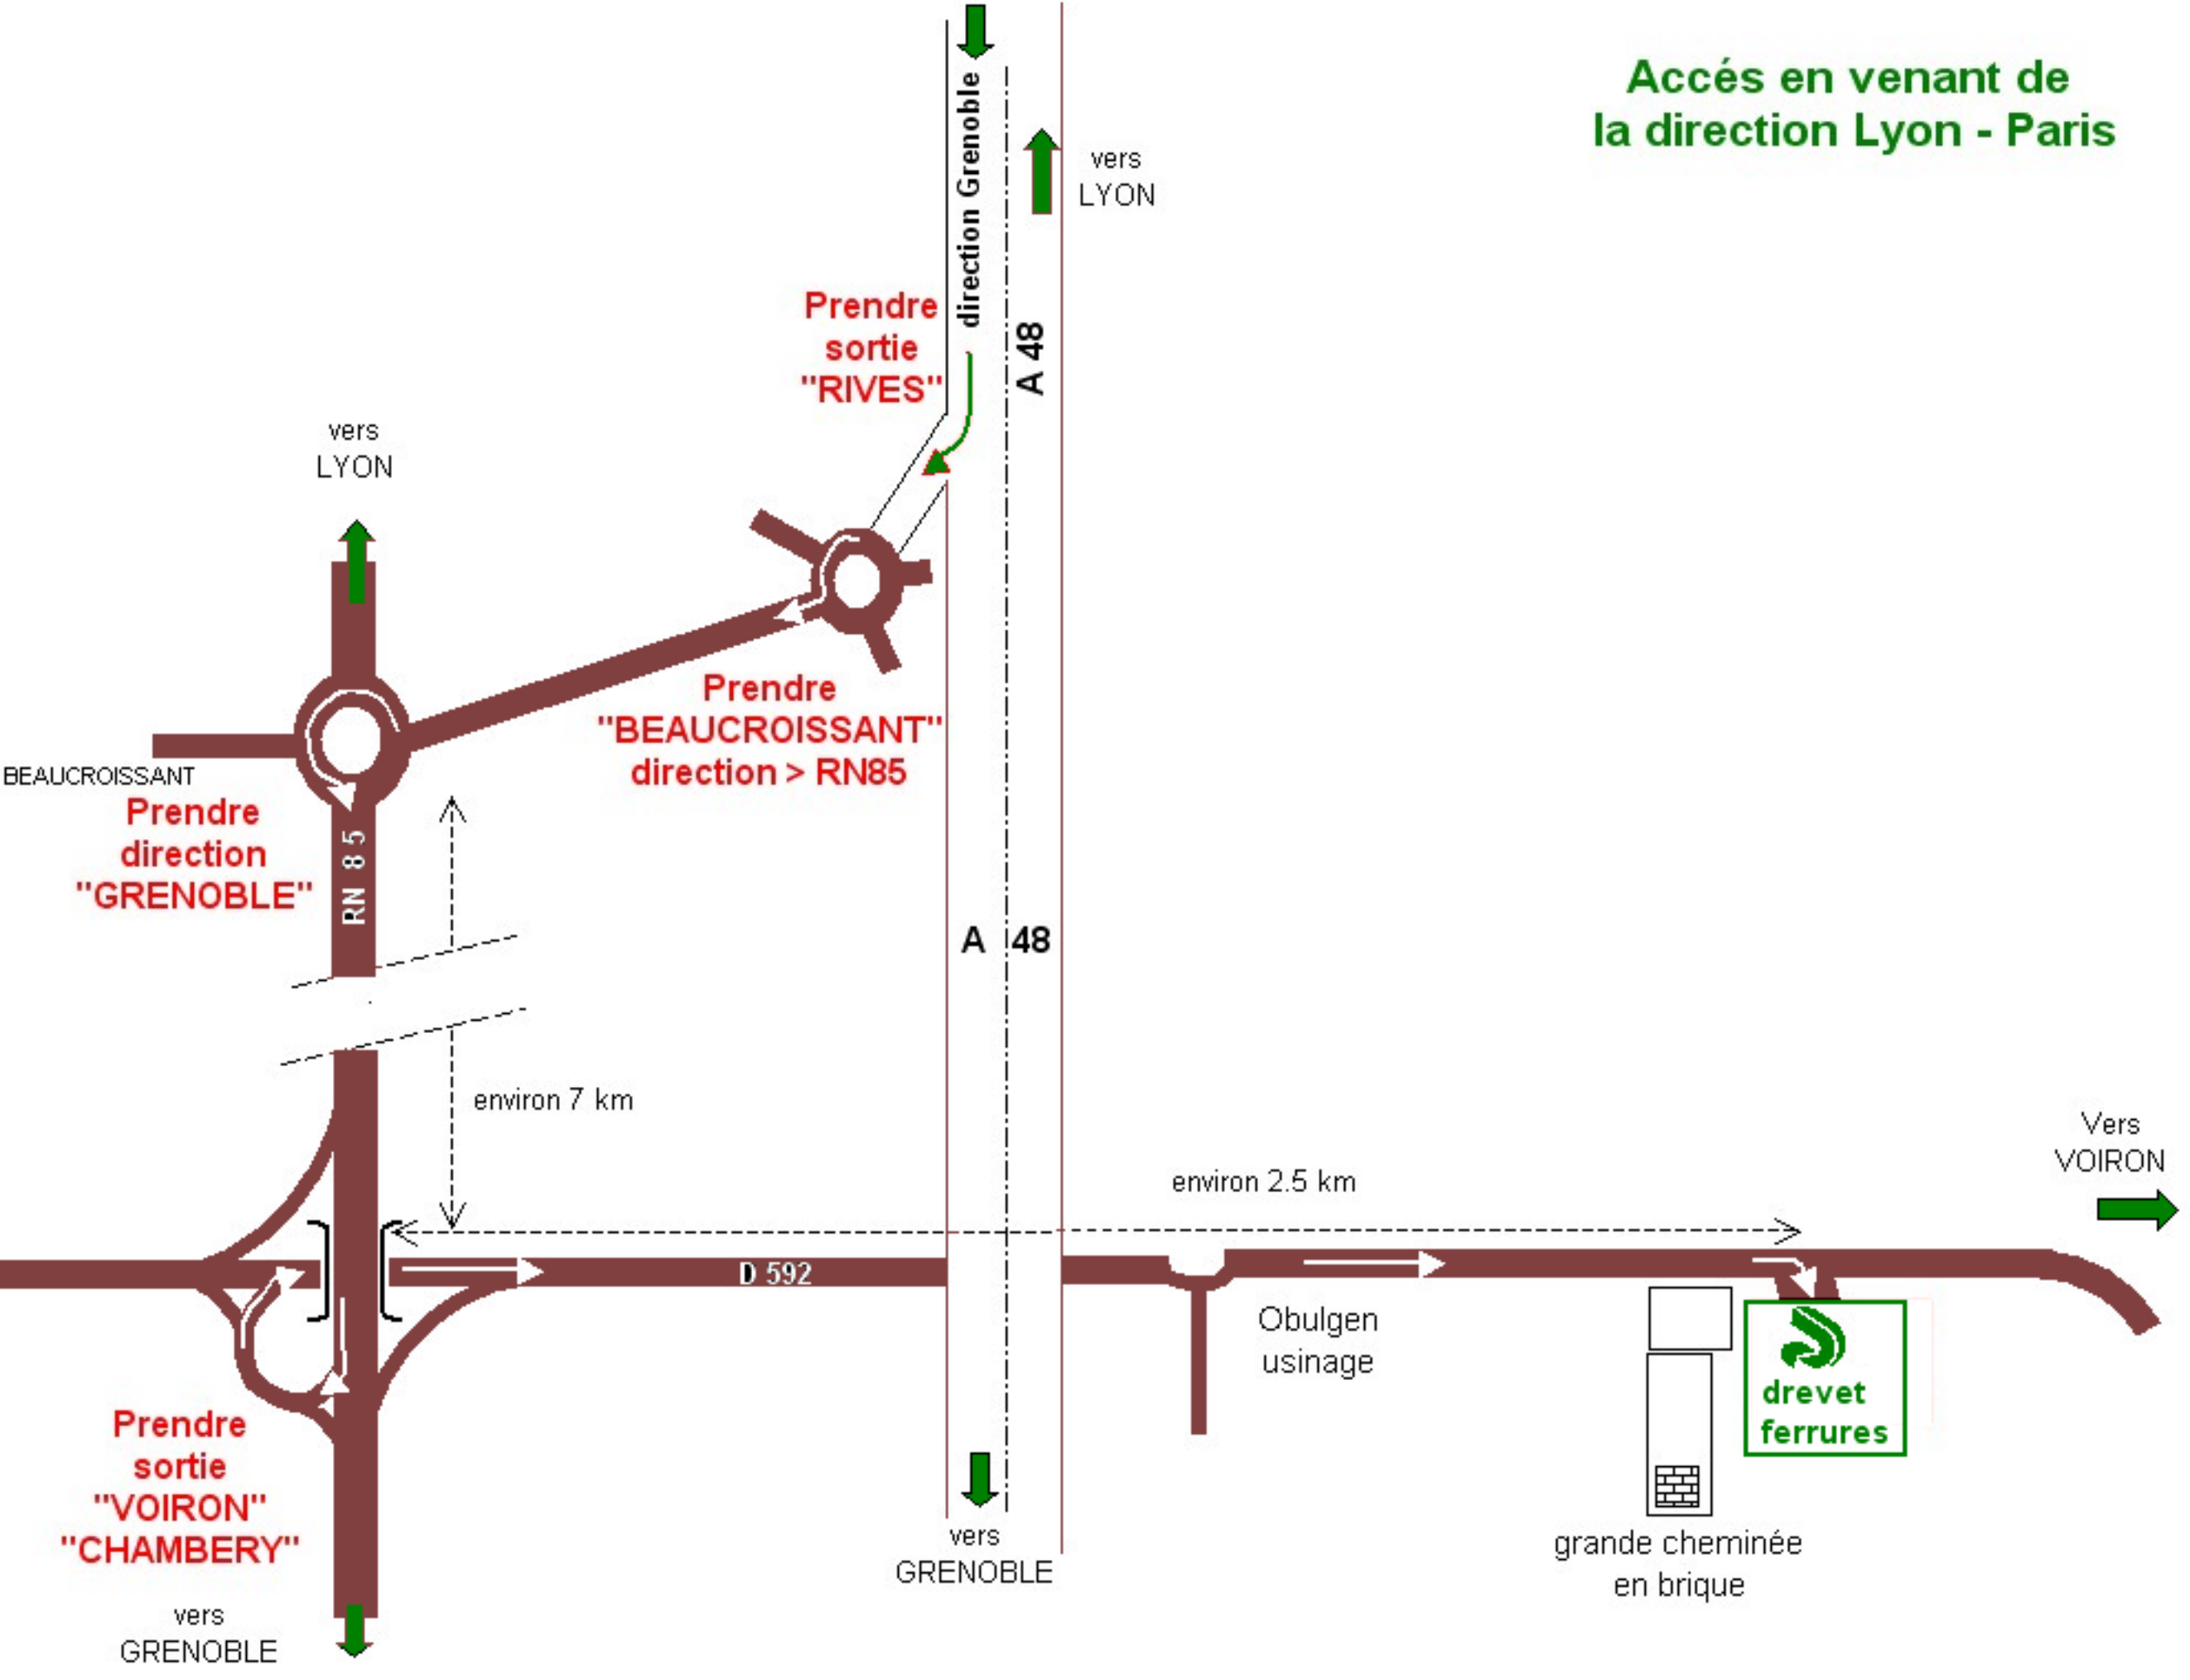 Accés en venant de
la direction Lyon - Paris
direction Grenoble
vers
LYON
A 48
Prendre
sortie
"RIVES"
vers
LYON
Prendre
"BEAUCROISSANT"
direction > RN85
BEAUCROISSANT
Prendre
direction
"GRENOBLE"
RN 85
A 48
environ 7 km
environ 2.5 km
Vers
VOIRON
D 592
Obulgen
usinage
drevet
ferrures
Prendre
sortie
"VOIRON"
"CHAMBERY"
vers
GRENOBLE
grande cheminée
en brique
vers
GRENOBLE